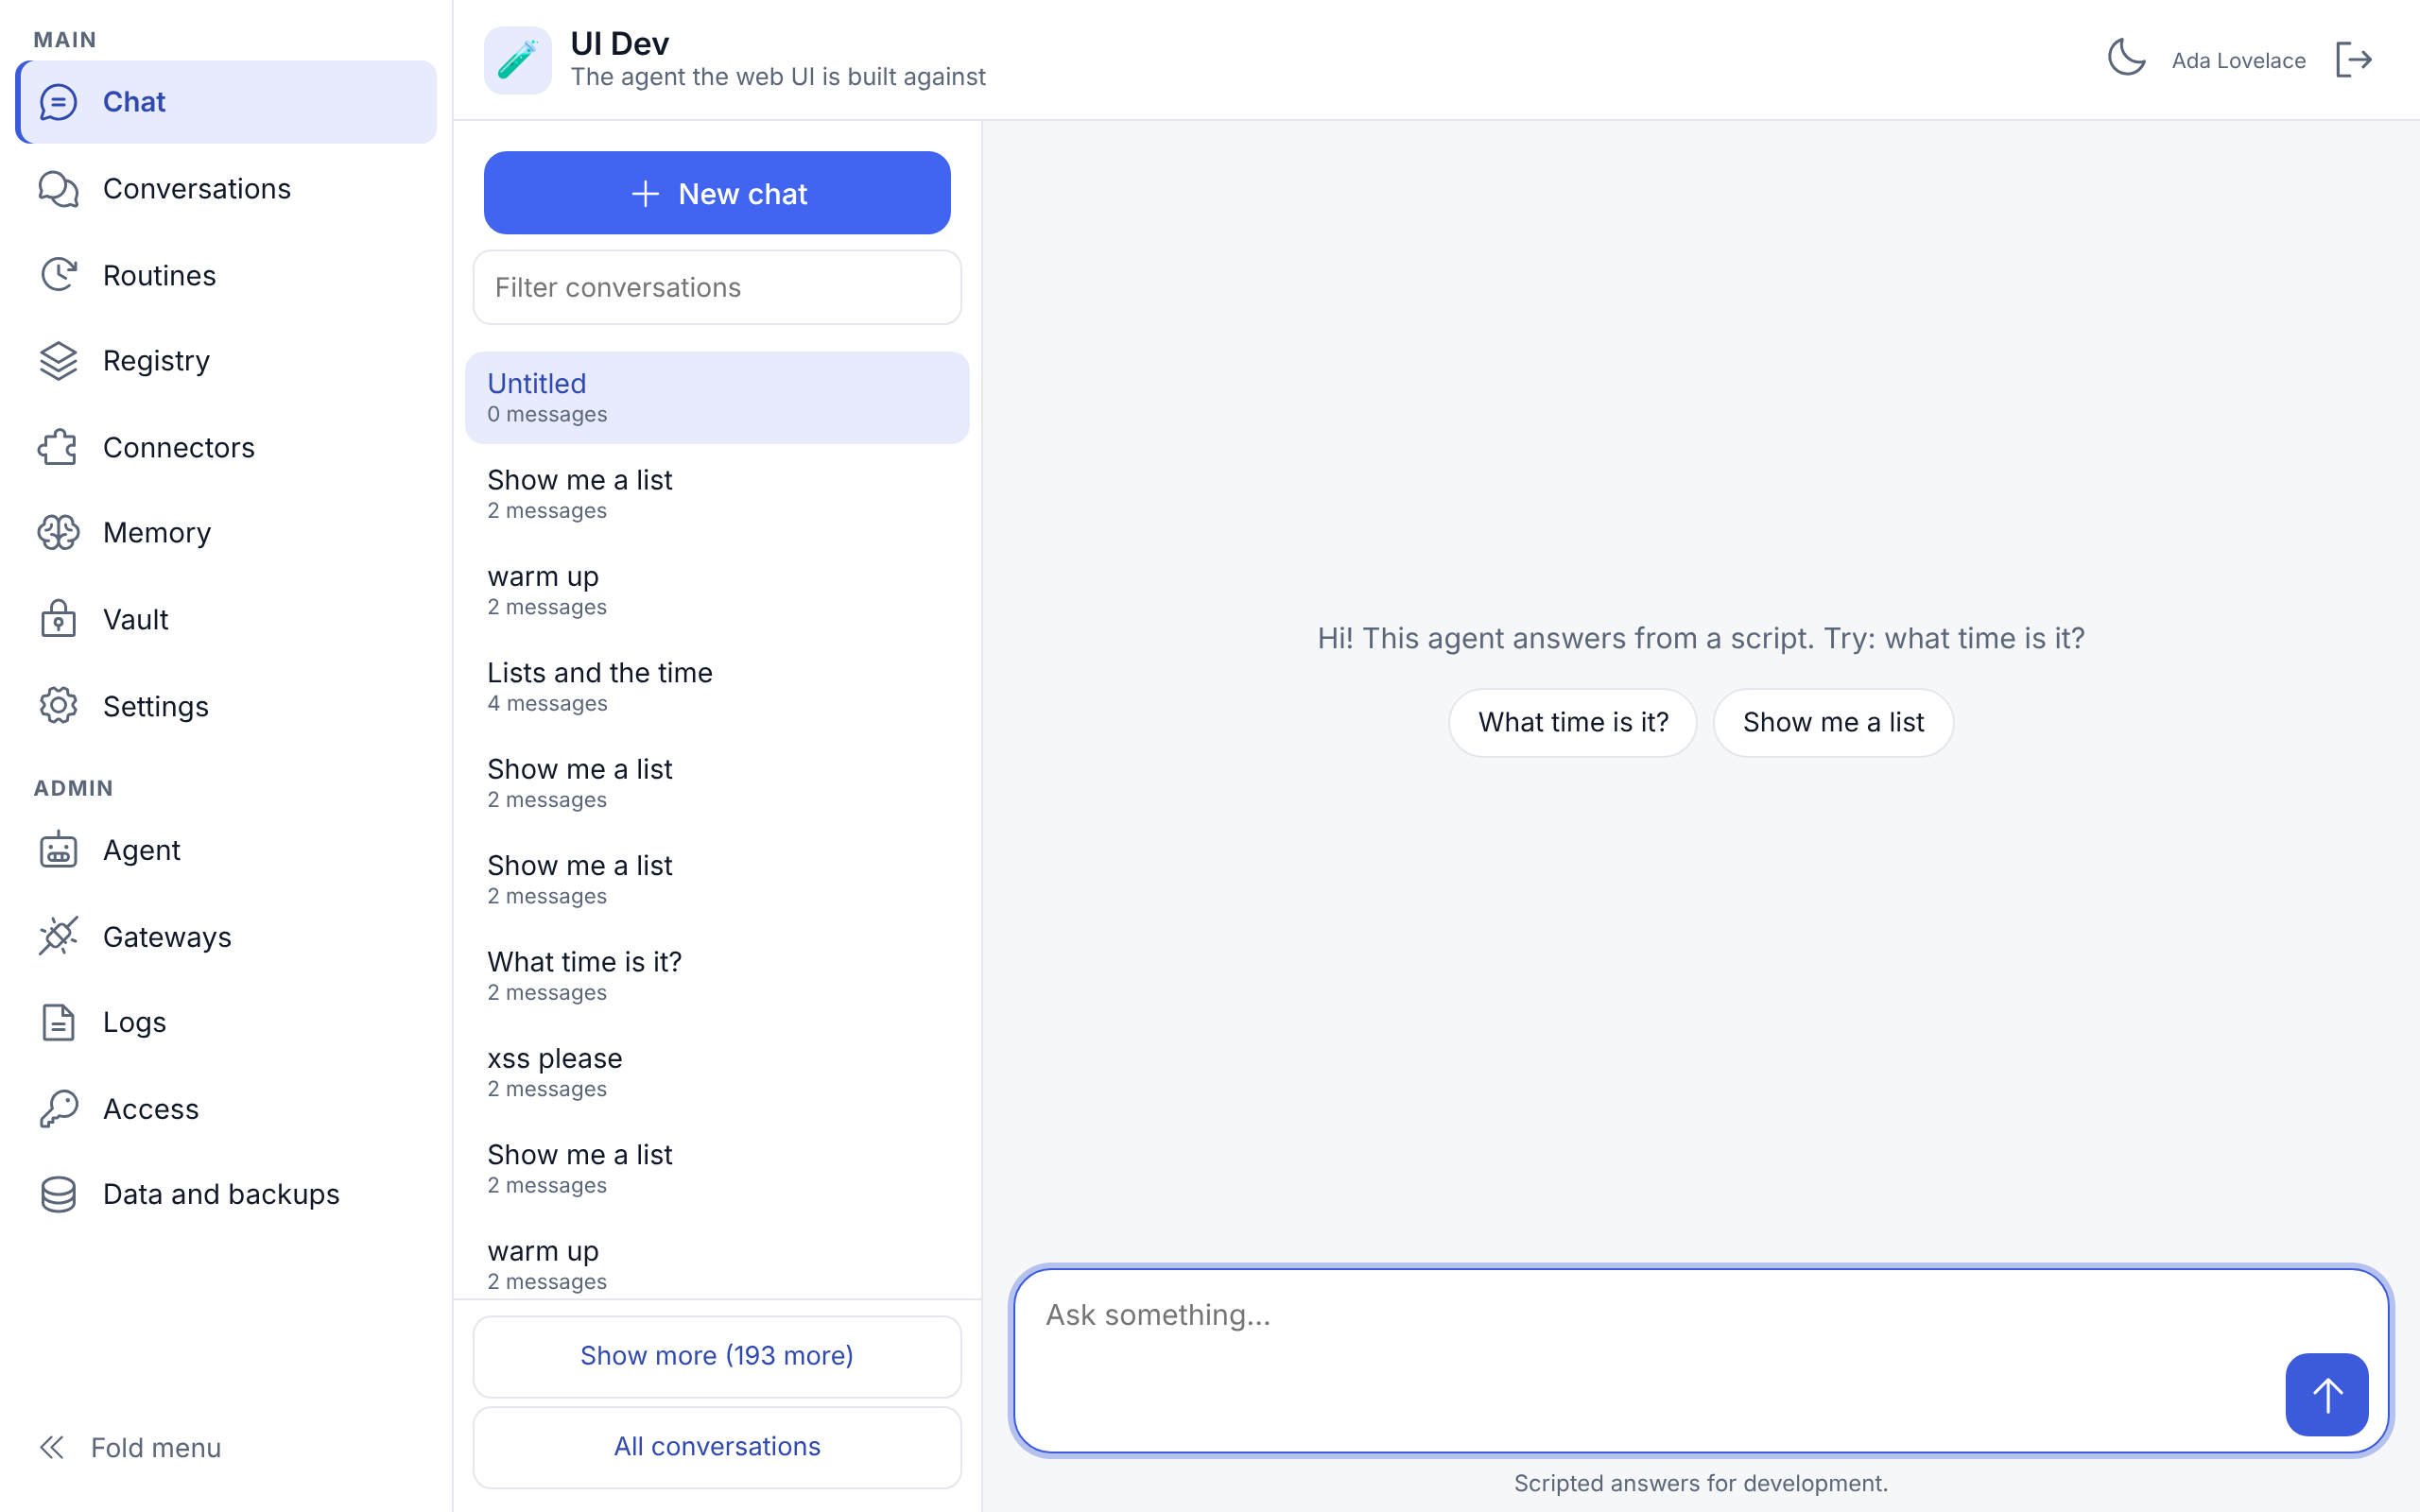 MAIN
Chat
Conversations
Routines
Registry
Connectors
Memory
Vault
Settings
ADMIN
Agent
Gateways
Logs
Access
Data and backups
Fold menu
UI Dev
The agent the web UI is built against
Ada Lovelace
New chat
Filter conversations
Untitled
0 messages
Show me a list
2 messages
warm up
2 messages
Lists and the time
4 messages
Show me a list
2 messages
Show me a list
2 messages
What time is it?
2 messages
xss please
2 messages
Show me a list
2 messages
warm up
2 messages
Show more (193 more)
All conversations
Hi! This agent answers from a script. Try: what time is it?
What time is it?
Show me a list
Ask something...
Scripted answers for development.